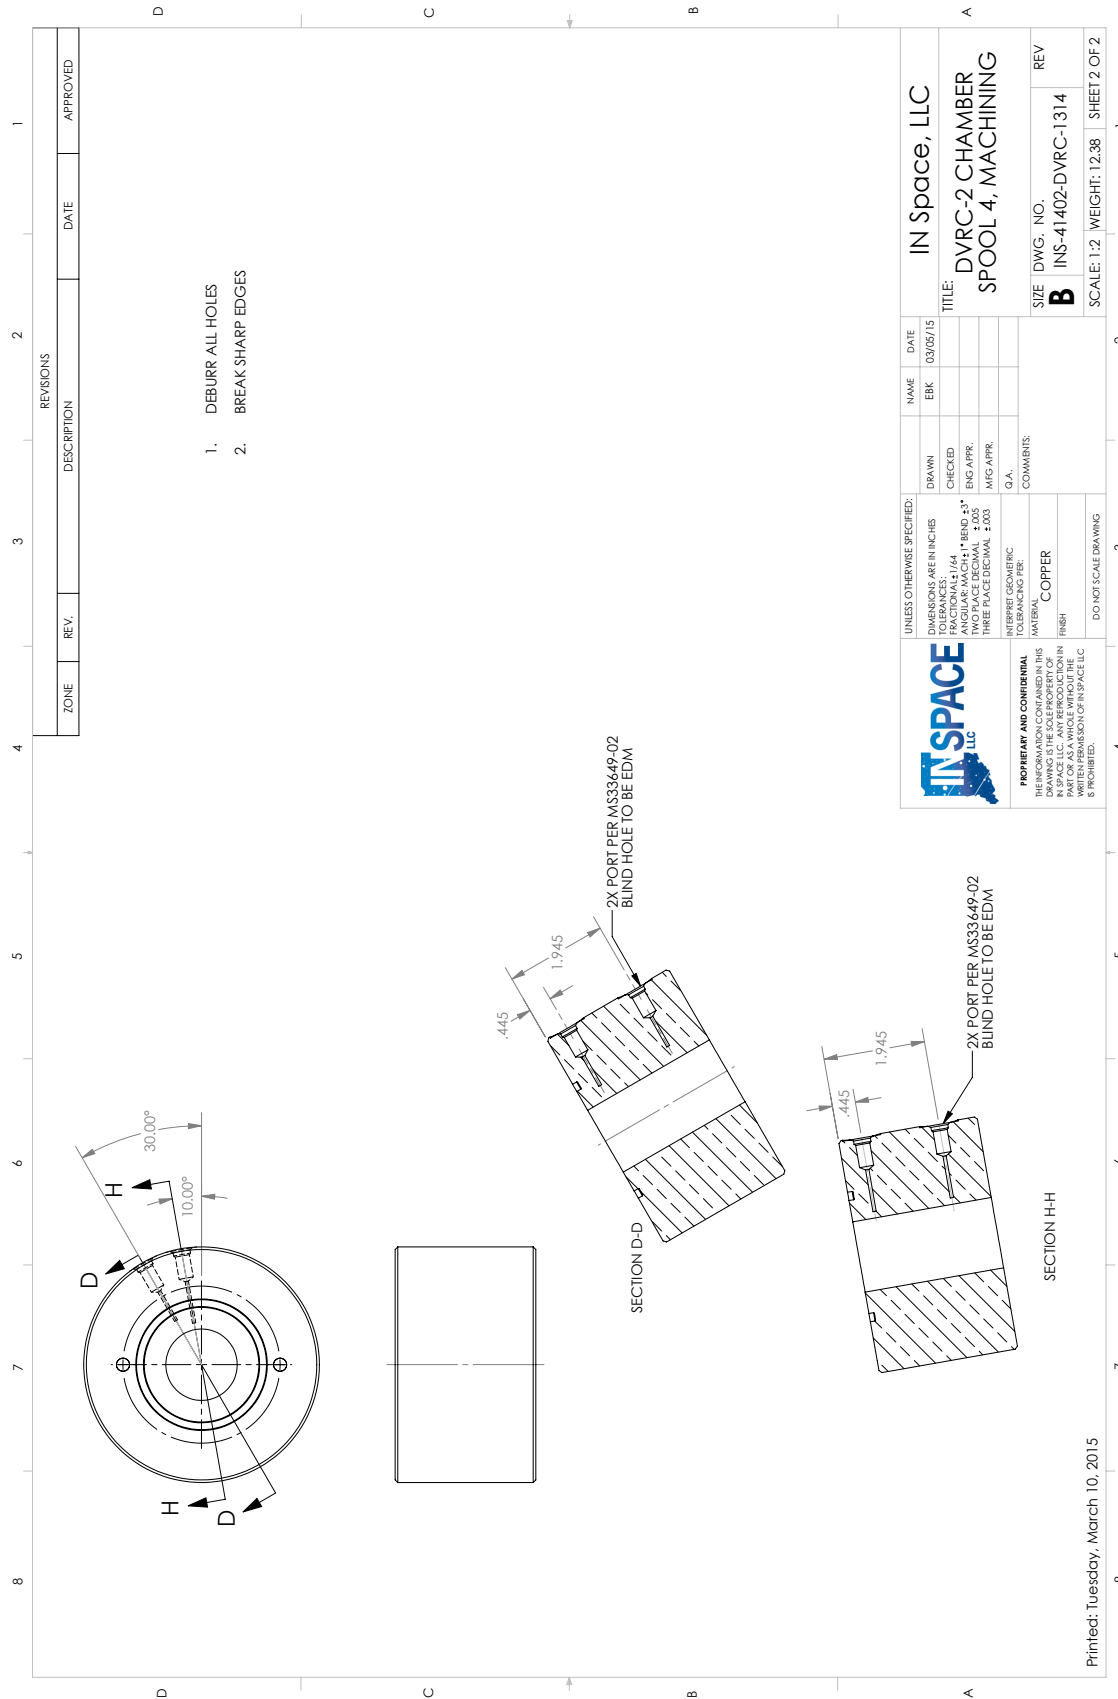 8
7
6
5
4
3
2
1
D
C
B
A
REVISIONS
ZONE
REV.
DESCRIPTION
DATE
APPROVED
1. DEBURR ALL HOLES
2. BREAK SHARP EDGES
D
H
30.00°
10.00°
H
D
.445
1.945
2X PORT PER MS33649-02
BLIND HOLE TO BE EDM
SECTION D-D
.445
1.945
2X PORT PER MS33649-02
BLIND HOLE TO BE EDM
SECTION H-H
IN SPACE
LLC
PROPRIETARY AND CONFIDENTIAL
THE INFORMATION CONTAINED IN THIS
DRAWING IS THE SOLE PROPERTY OF
IN SPACE LLC. ANY REPRODUCTION IN
PART OR AS A WHOLE WITHOUT THE
WRITTEN PERMISSION OF IN SPACE LLC
IS PROHIBITED.
UNLESS OTHERWISE SPECIFIED:
DIMENSIONS ARE IN INCHES
TOLERANCES:
FRACTIONAL ±1/64
ANGULAR: MACH ±1° BEND ±3°
TWO PLACE DECIMAL ±.005
THREE PLACE DECIMAL ±.003
INTERPRET GEOMETRIC
TOLERANCING PER:
MATERIAL
COPPER
FINISH
DO NOT SCALE DRAWING
NAME
DATE
DRAWN
EBK
03/05/15
CHECKED
ENG APPR.
MFG APPR.
Q.A.
COMMENTS:
IN Space, LLC
TITLE:
DVRC-2 CHAMBER
SPOOL 4, MACHINING
SIZE
B
DWG. NO.
INS-41402-DVRC-1314
REV
SCALE: 1:2
WEIGHT: 12.38
SHEET 2 OF 2
D
C
B
A
Printed: Tuesday, March 10, 2015